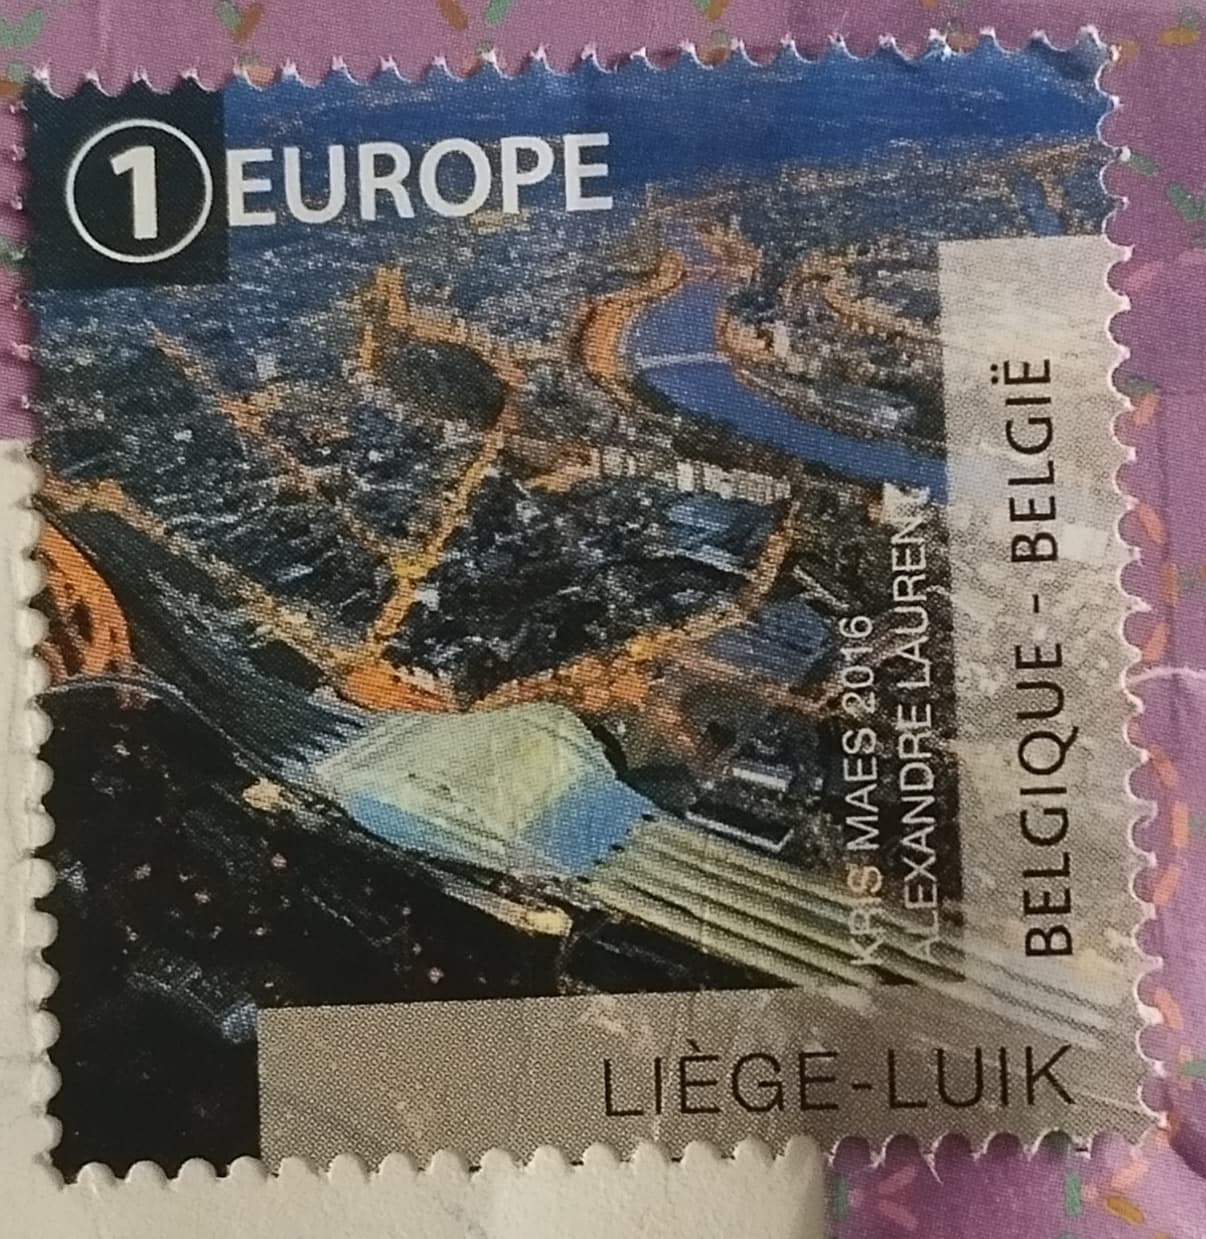 1 EUROPE
BELGIQUE - BELGIË
KRIS MAES 2016
ALEXANDRE LAURENT
LIÈGE-LUIK